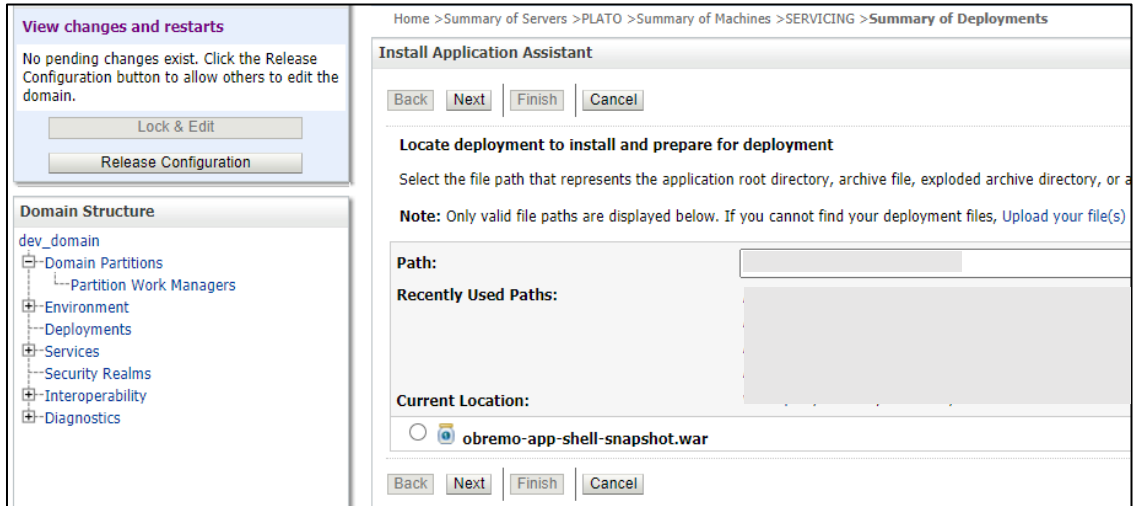 View changes and restarts
No pending changes exist. Click the Release
Configuration button to allow others to edit the
domain.
Lock & Edit
Release Configuration
Domain Structure
dev_domain
Domain Partitions
Partition Work Managers
Environment
Deployments
Services
Security Realms
Interoperability
Diagnostics
Home >Summary of Servers >PLATO >Summary of Machines >SERVICING >Summary of Deployments
Install Application Assistant
Back Next Finish Cancel
Locate deployment to install and prepare for deployment
Select the file path that represents the application root directory, archive file, exploded archive directory, or a
Note: Only valid file paths are displayed below. If you cannot find your deployment files, Upload your file(s)
Path:
Recently Used Paths:
Current Location:
obremo-app-shell-snapshot.war
Back Next Finish Cancel